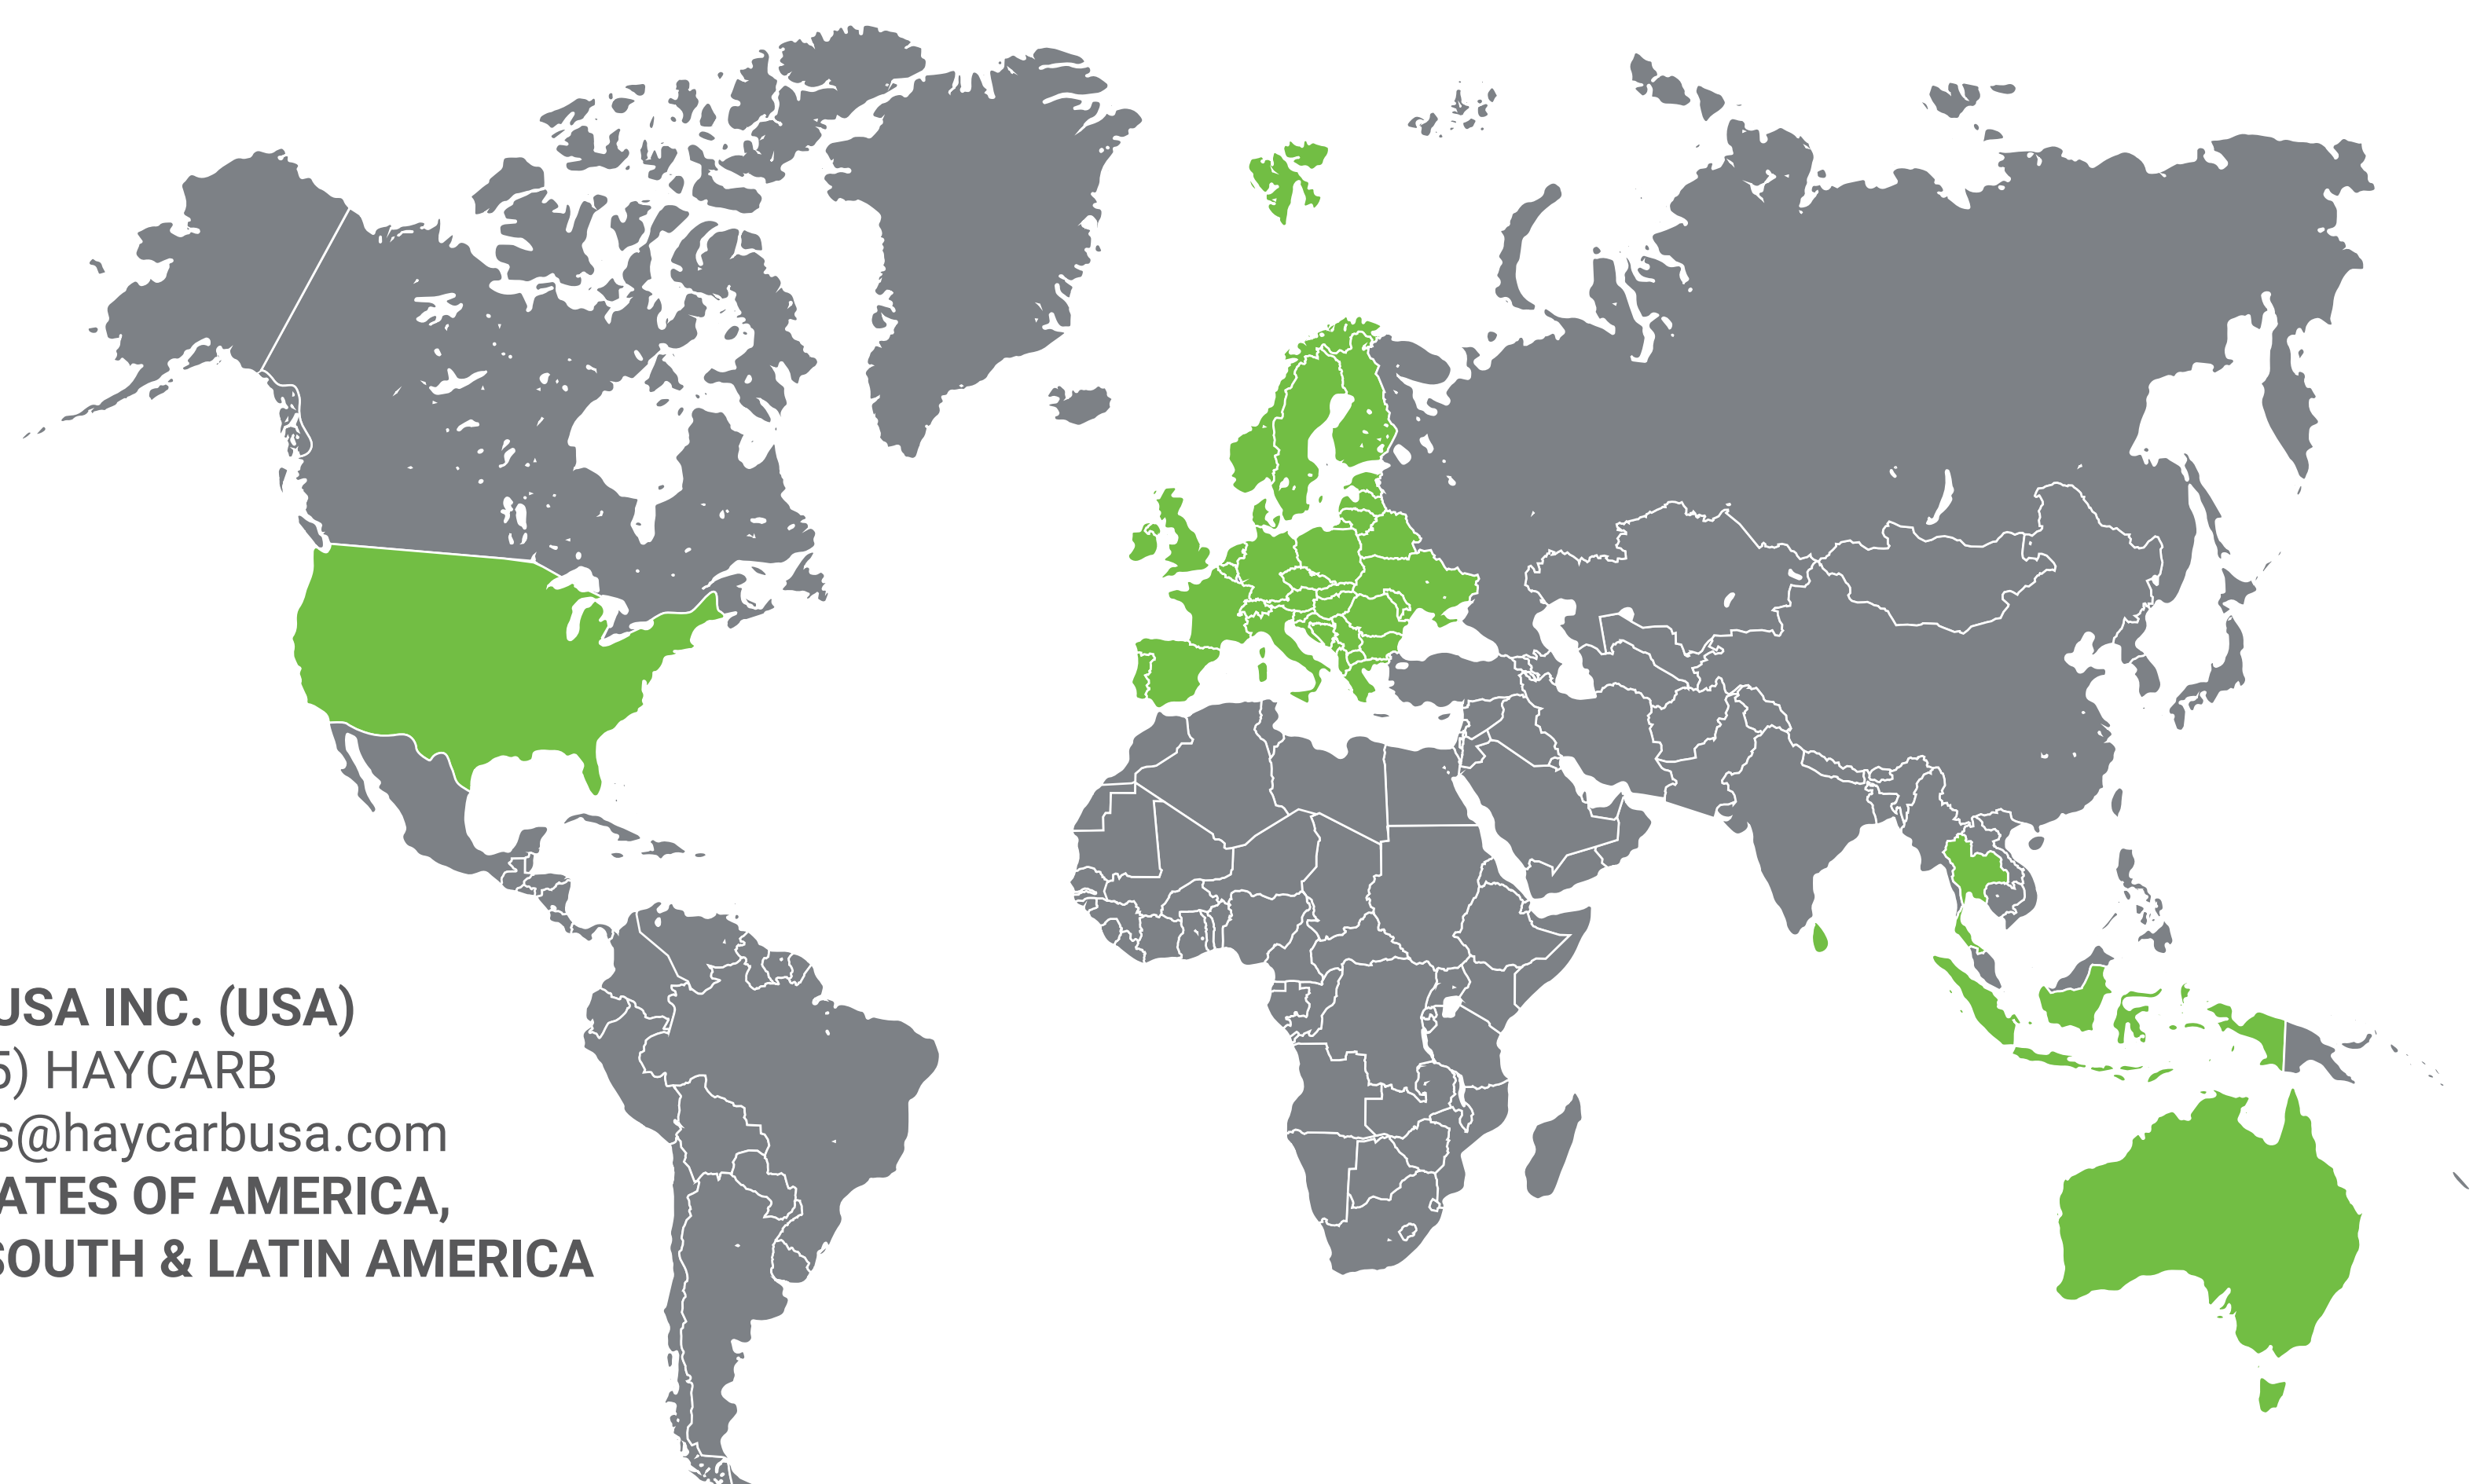 USA INC. (USA)
5) HAYCARB
s@haycarbusa.com
ATES OF AMERICA,
SOUTH & LATIN AMERICA